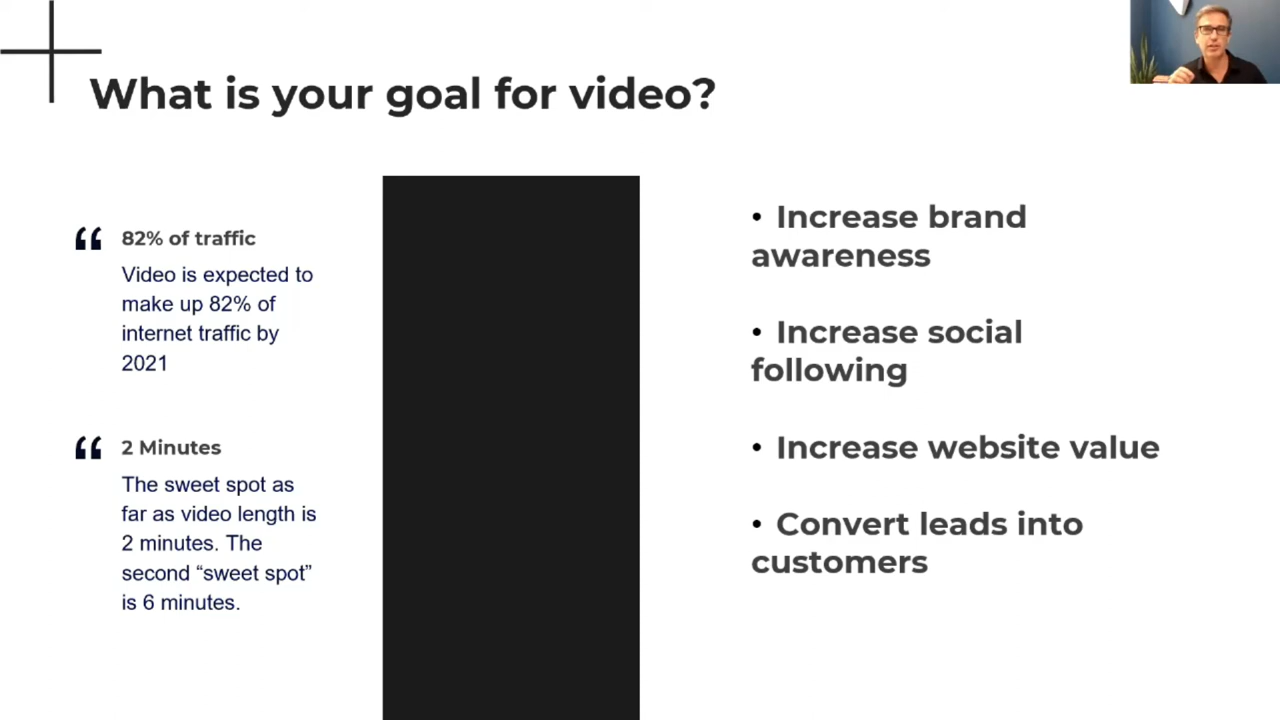 What is your goal for video?
“ 82% of traffic
Video is expected to
make up 82% of
internet traffic by
2021
“ 2 Minutes
The sweet spot as
far as video length is
2 minutes. The
second “sweet spot”
is 6 minutes.
• Increase brand
awareness
• Increase social
following
• Increase website value
• Convert leads into
customers